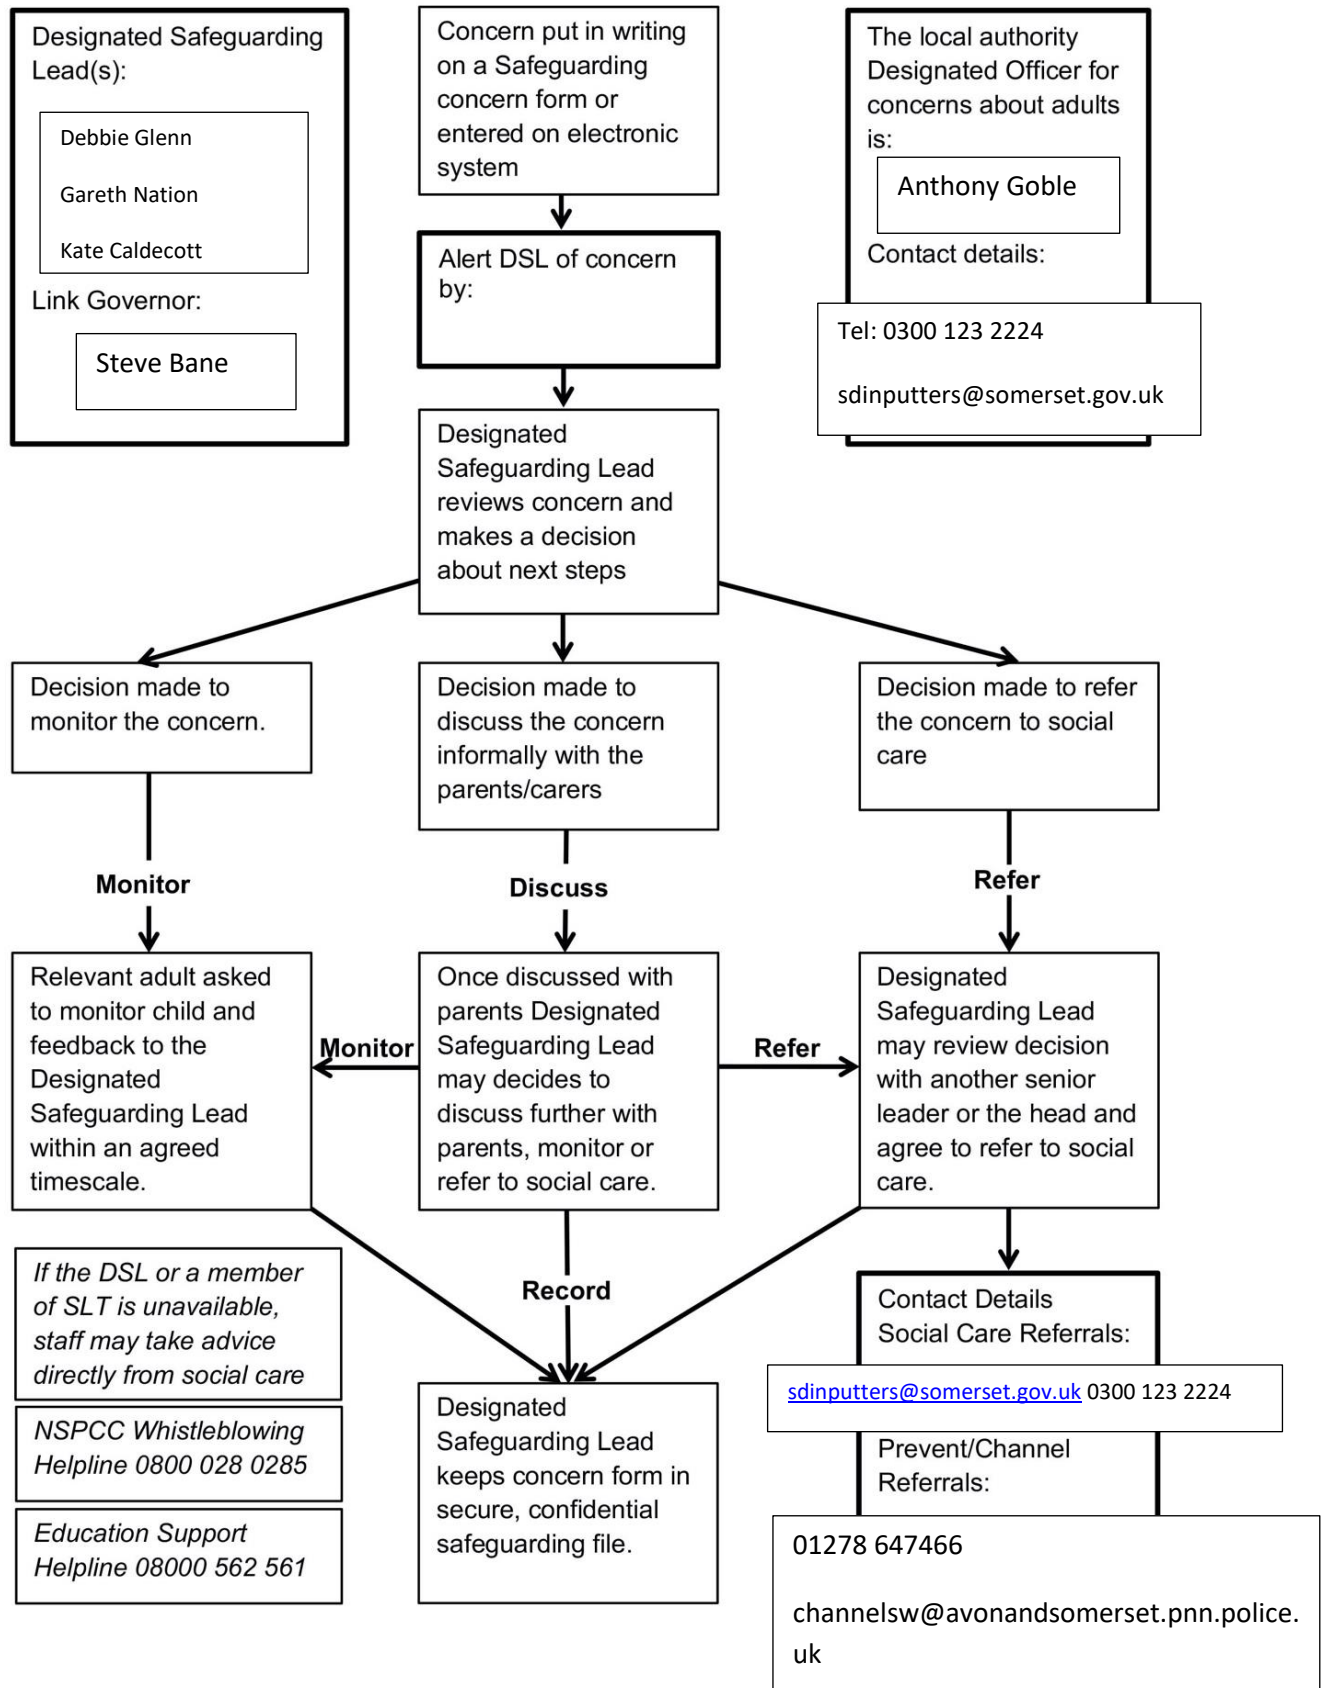 Designated Safeguarding
Lead(s):
Debbie Glenn
Gareth Nation
Kate Caldecott
Link Governor:
Steve Bane
Concern put in writing
on a Safeguarding
concern form or
entered on electronic
system
The local authority
Designated Officer for
concerns about adults
is:
Anthony Goble
Contact details:
Tel: 0300 123 2224
sdinputters@somerset.gov.uk
Alert DSL of concern
by:
Designated
Safeguarding Lead
reviews concern and
makes a decision
about next steps
Decision made to
monitor the concern.
Decision made to
discuss the concern
informally with the
parents/carers
Decision made to refer
the concern to social
care
Monitor
Discuss
Refer
Relevant adult asked
to monitor child and
feedback to the
Designated
Safeguarding Lead
within an agreed
timescale.
Monitor
Once discussed with
parents Designated
Safeguarding Lead
may decides to
discuss further with
parents, monitor or
refer to social care.
Refer
Designated
Safeguarding Lead
may review decision
with another senior
leader or the head and
agree to refer to social
care.
If the DSL or a member
of SLT is unavailable,
staff may take advice
directly from social care
NSPCC Whistleblowing
Helpline 0800 028 0285
Education Support
Helpline 08000 562 561
Record
Designated
Safeguarding Lead
keeps concern form in
secure, confidential
safeguarding file.
Contact Details
Social Care Referrals:
sdinputters@somerset.gov.uk 0300 123 2224
Prevent/Channel
Referrals:
01278 647466
channelsw@avonandsomerset.pnn.police.
uk